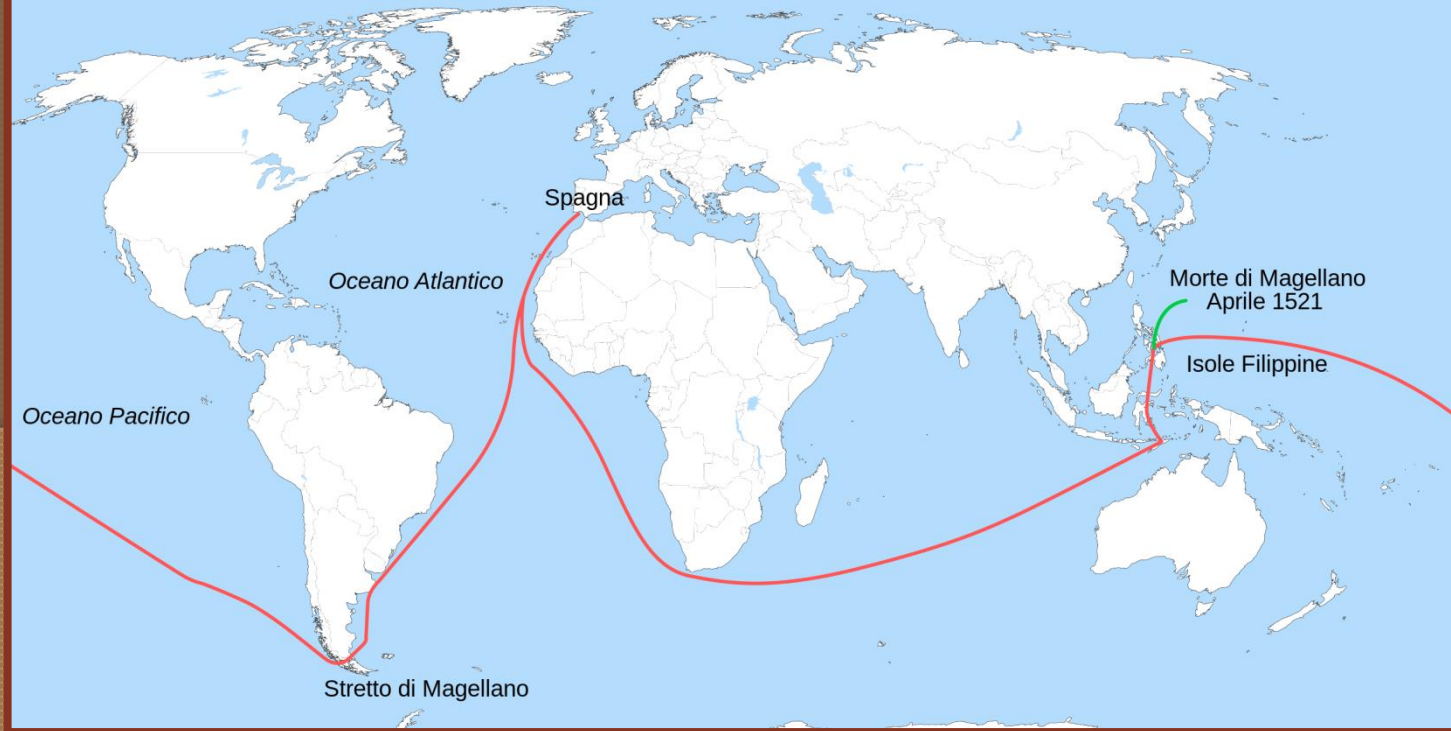 Spagna
Oceano Atlantico
Morte di Magellano
Aprile 1521
Isole Filippine
Oceano Pacifico
Stretto di Magellano